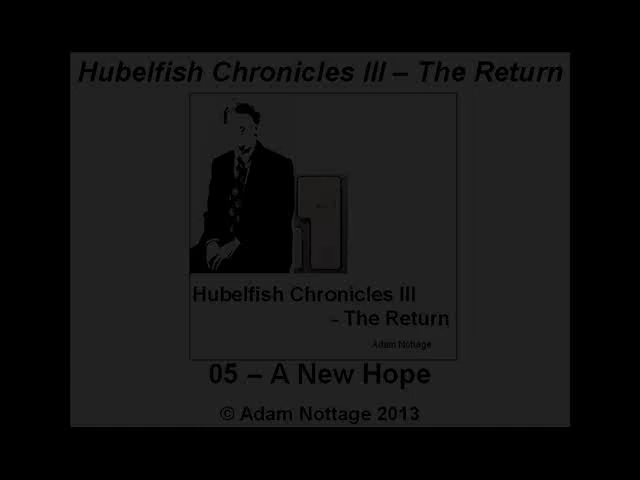 Hubelfish Chronicles III – The Return
Hubelfish Chronicles III
- The Return
Adam Nottage
05 – A New Hope
© Adam Nottage 2013